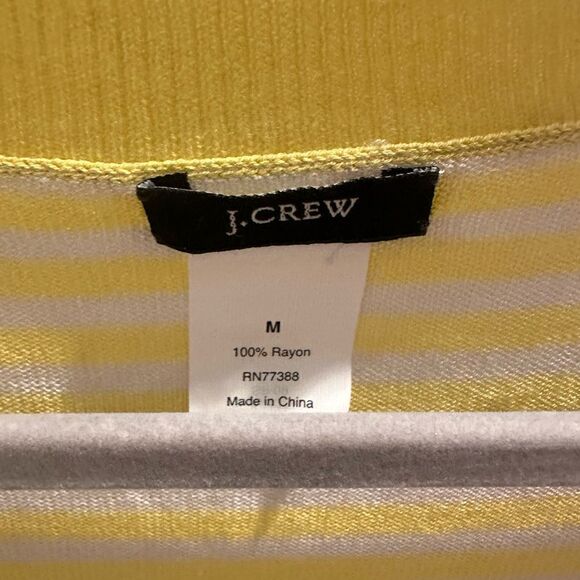 J.CREW
M
100% Rayon
RN77388
Made in China